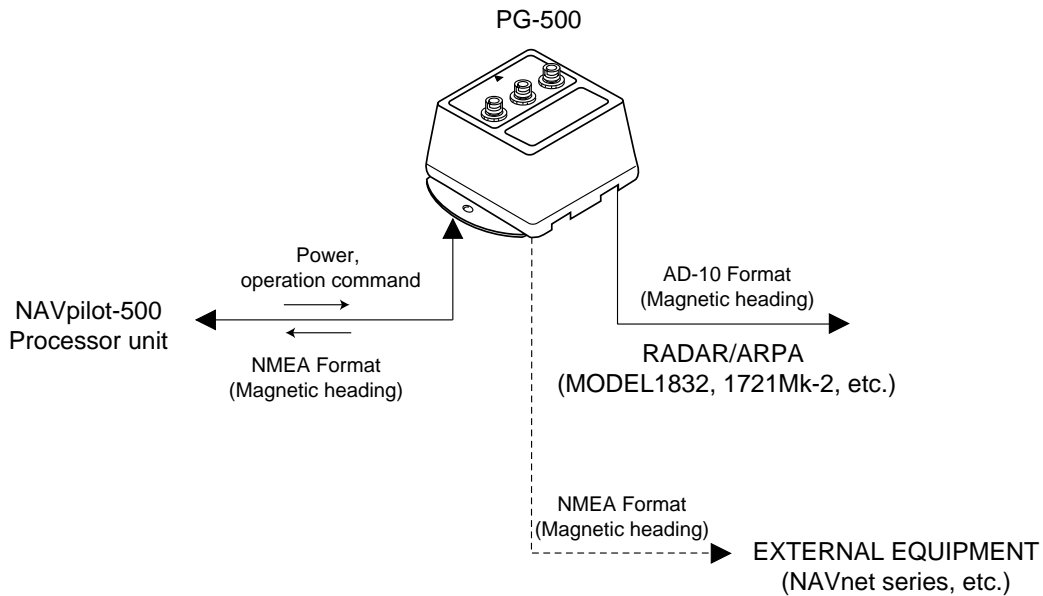 PG-500
Power,
operation command
NAVpilot-500
Processor unit
NMEA Format
(Magnetic heading)
AD-10 Format
(Magnetic heading)
RADAR/ARPA
(MODEL1832, 1721Mk-2, etc.)
NMEA Format
(Magnetic heading)
EXTERNAL EQUIPMENT
(NAVnet series, etc.)